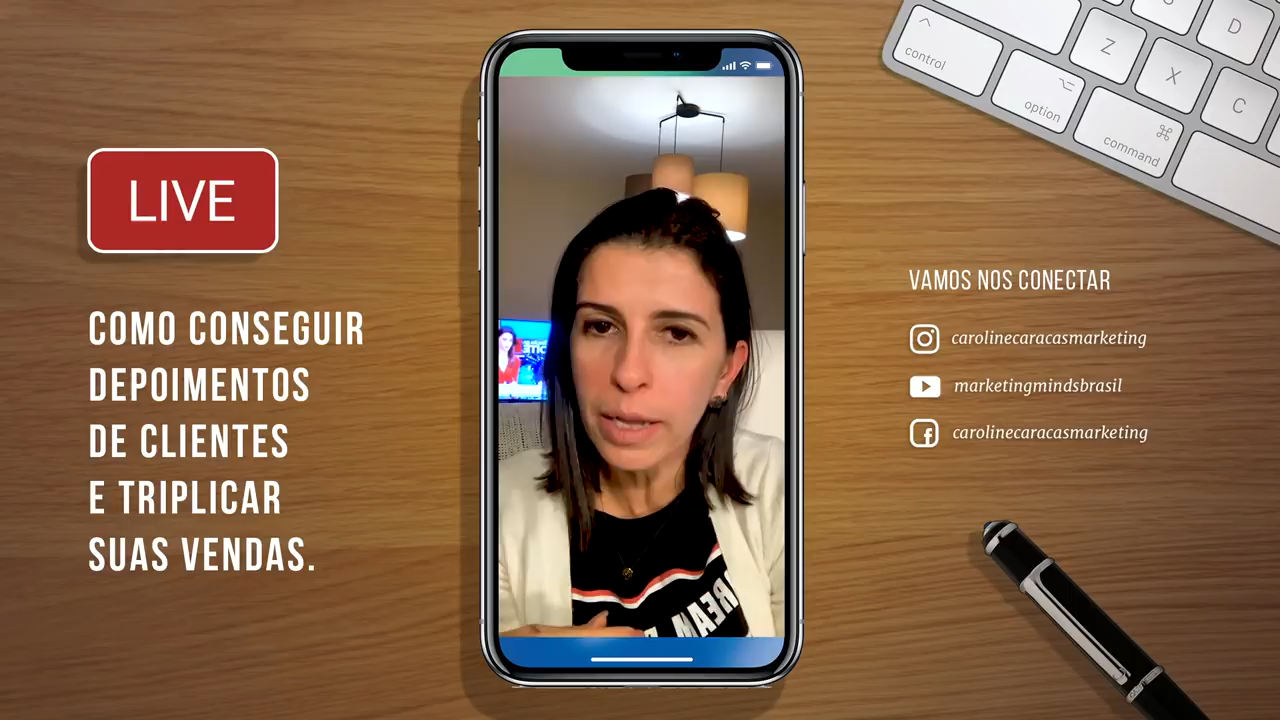 LIVE
COMO CONSEGUIR
DEPOIMENTOS
DE CLIENTES
E TRIPLICAR
SUAS VENDAS.
VAMOS NOS CONECTAR
carolinecaracasmarketing
marketingmindsbrasil
carolinecaracasmarketing
control
option
command
Z
X
C
S
D